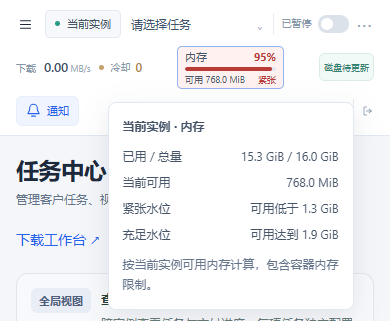 当前实例 请选择任务 已暂停
下载 0.00 MB/s 冷却 0
内存 95%
可用 768.0 MiB 紧张
磁盘待更新
通知
当前实例 · 内存
已用 / 总量 15.3 GiB / 16.0 GiB
当前可用 768.0 MiB
紧张水位 可用低于 1.3 GiB
充足水位 可用达到 1.9 GiB
按当前实例可用内存计算，包含容器内存
限制。
任务中心
管理客户任务、视
下载工作台 ↗
全局视图